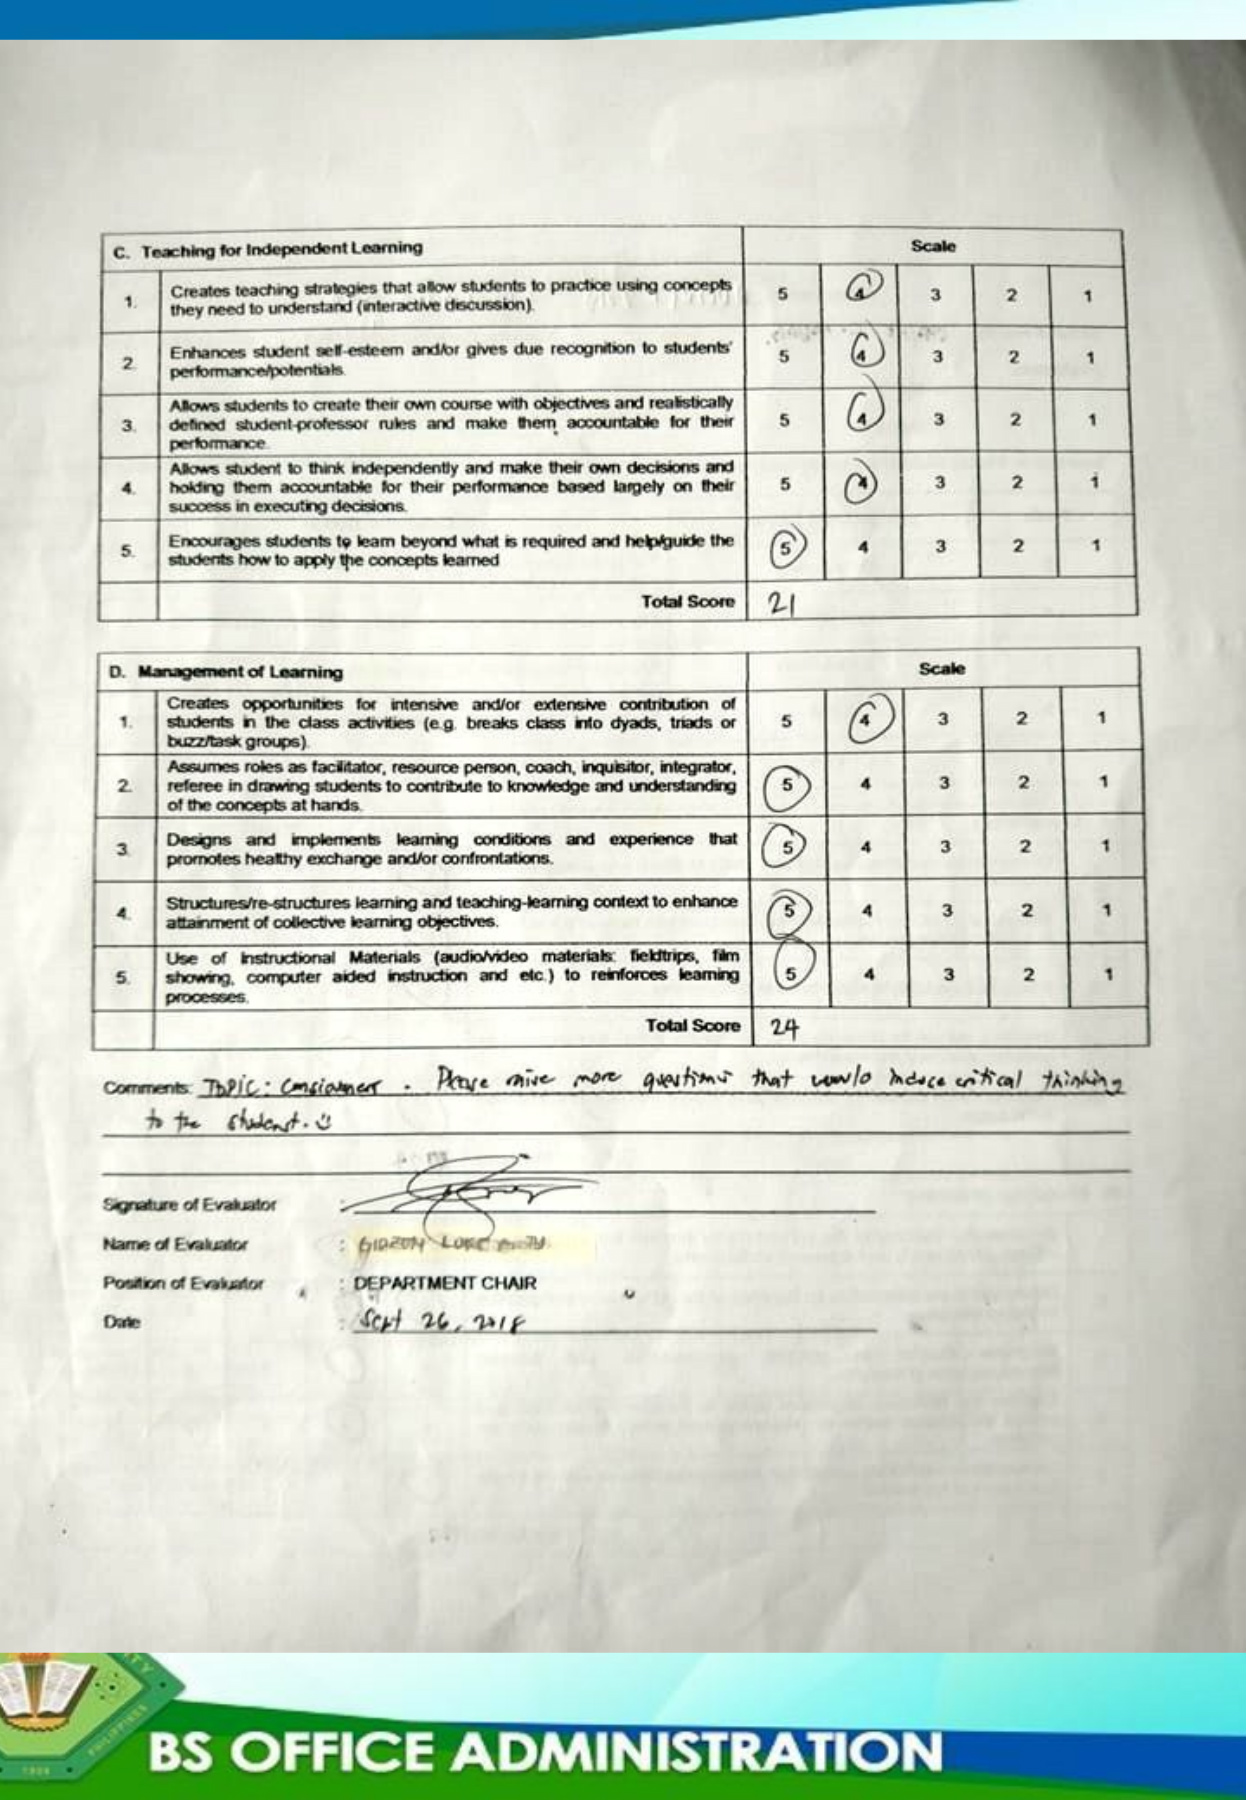 C. Teaching for Independent Learning Scale
1. Creates teaching strategies that allow students to practice using concepts 5 4 3 2 1
they need to understand (interactive discussion).
2. Enhances student self-esteem and/or gives due recognition to students' 5 4 3 2 1
performance/potentials.
Allows students to create their own course with objectives and realistically
3. defined student-professor rules and make them accountable for their 5 4 3 2 1
performance.
Allows student to think independently and make their own decisions and
4. holding them accountable for their performance based largely on their 5 4 3 2 1
success in executing decisions.
5. Encourages students to learn beyond what is required and help/guide the 5 4 3 2 1
students how to apply the concepts learned
Total Score 21
D. Management of Learning Scale
Creates opportunities for intensive and/or extensive contribution of
1. students in the class activities (e.g. breaks class into dyads, triads or 5 4 3 2 1
buzz/task groups).
Assumes roles as facilitator, resource person, coach, inquisitor, integrator,
2. referee in drawing students to contribute to knowledge and understanding 5 4 3 2 1
of the concepts at hands.
3. Designs and implements learning conditions and experience that 5 4 3 2 1
promotes healthy exchange and/or confrontations.
4. Structures/re-structures learning and teaching-learning context to enhance 5 4 3 2 1
attainment of collective learning objectives.
Use of Instructional Materials (audio/video materials: fieldtrips, film
5. showing, computer aided instruction and etc.) to reinforces learning 5 4 3 2 1
processes.
Total Score 24
Comments: TOPIC: . Please more questions that would induce critical thinking
to the student.
Signature of Evaluator :
Name of Evaluator : LUKE
Position of Evaluator : DEPARTMENT CHAIR
Date : Sept 26, 2018
PHILIPPINES
1904
BS OFFICE ADMINISTRATION